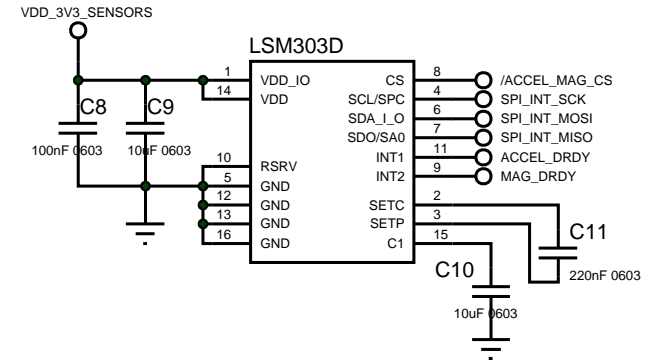 VDD_3V3_SENSORS
LSM303D
1 VDD_IO CS 8 /ACCEL_MAG_CS
14 VDD SCL/SPC 4 SPI_INT_SCK
C8 C9
SDA_I_O 6 SPI_INT_MOSI
SDO/SA0 7 SPI_INT_MISO
100nF 0603 10uF 0603
INT1 11 ACCEL_DRDY
10 RSRV INT2 9 MAG_DRDY
5 GND
12 GND SETC 2
13 GND SETP 3
16 GND C1 15
C11
220nF 0603
C10
10uF 0603